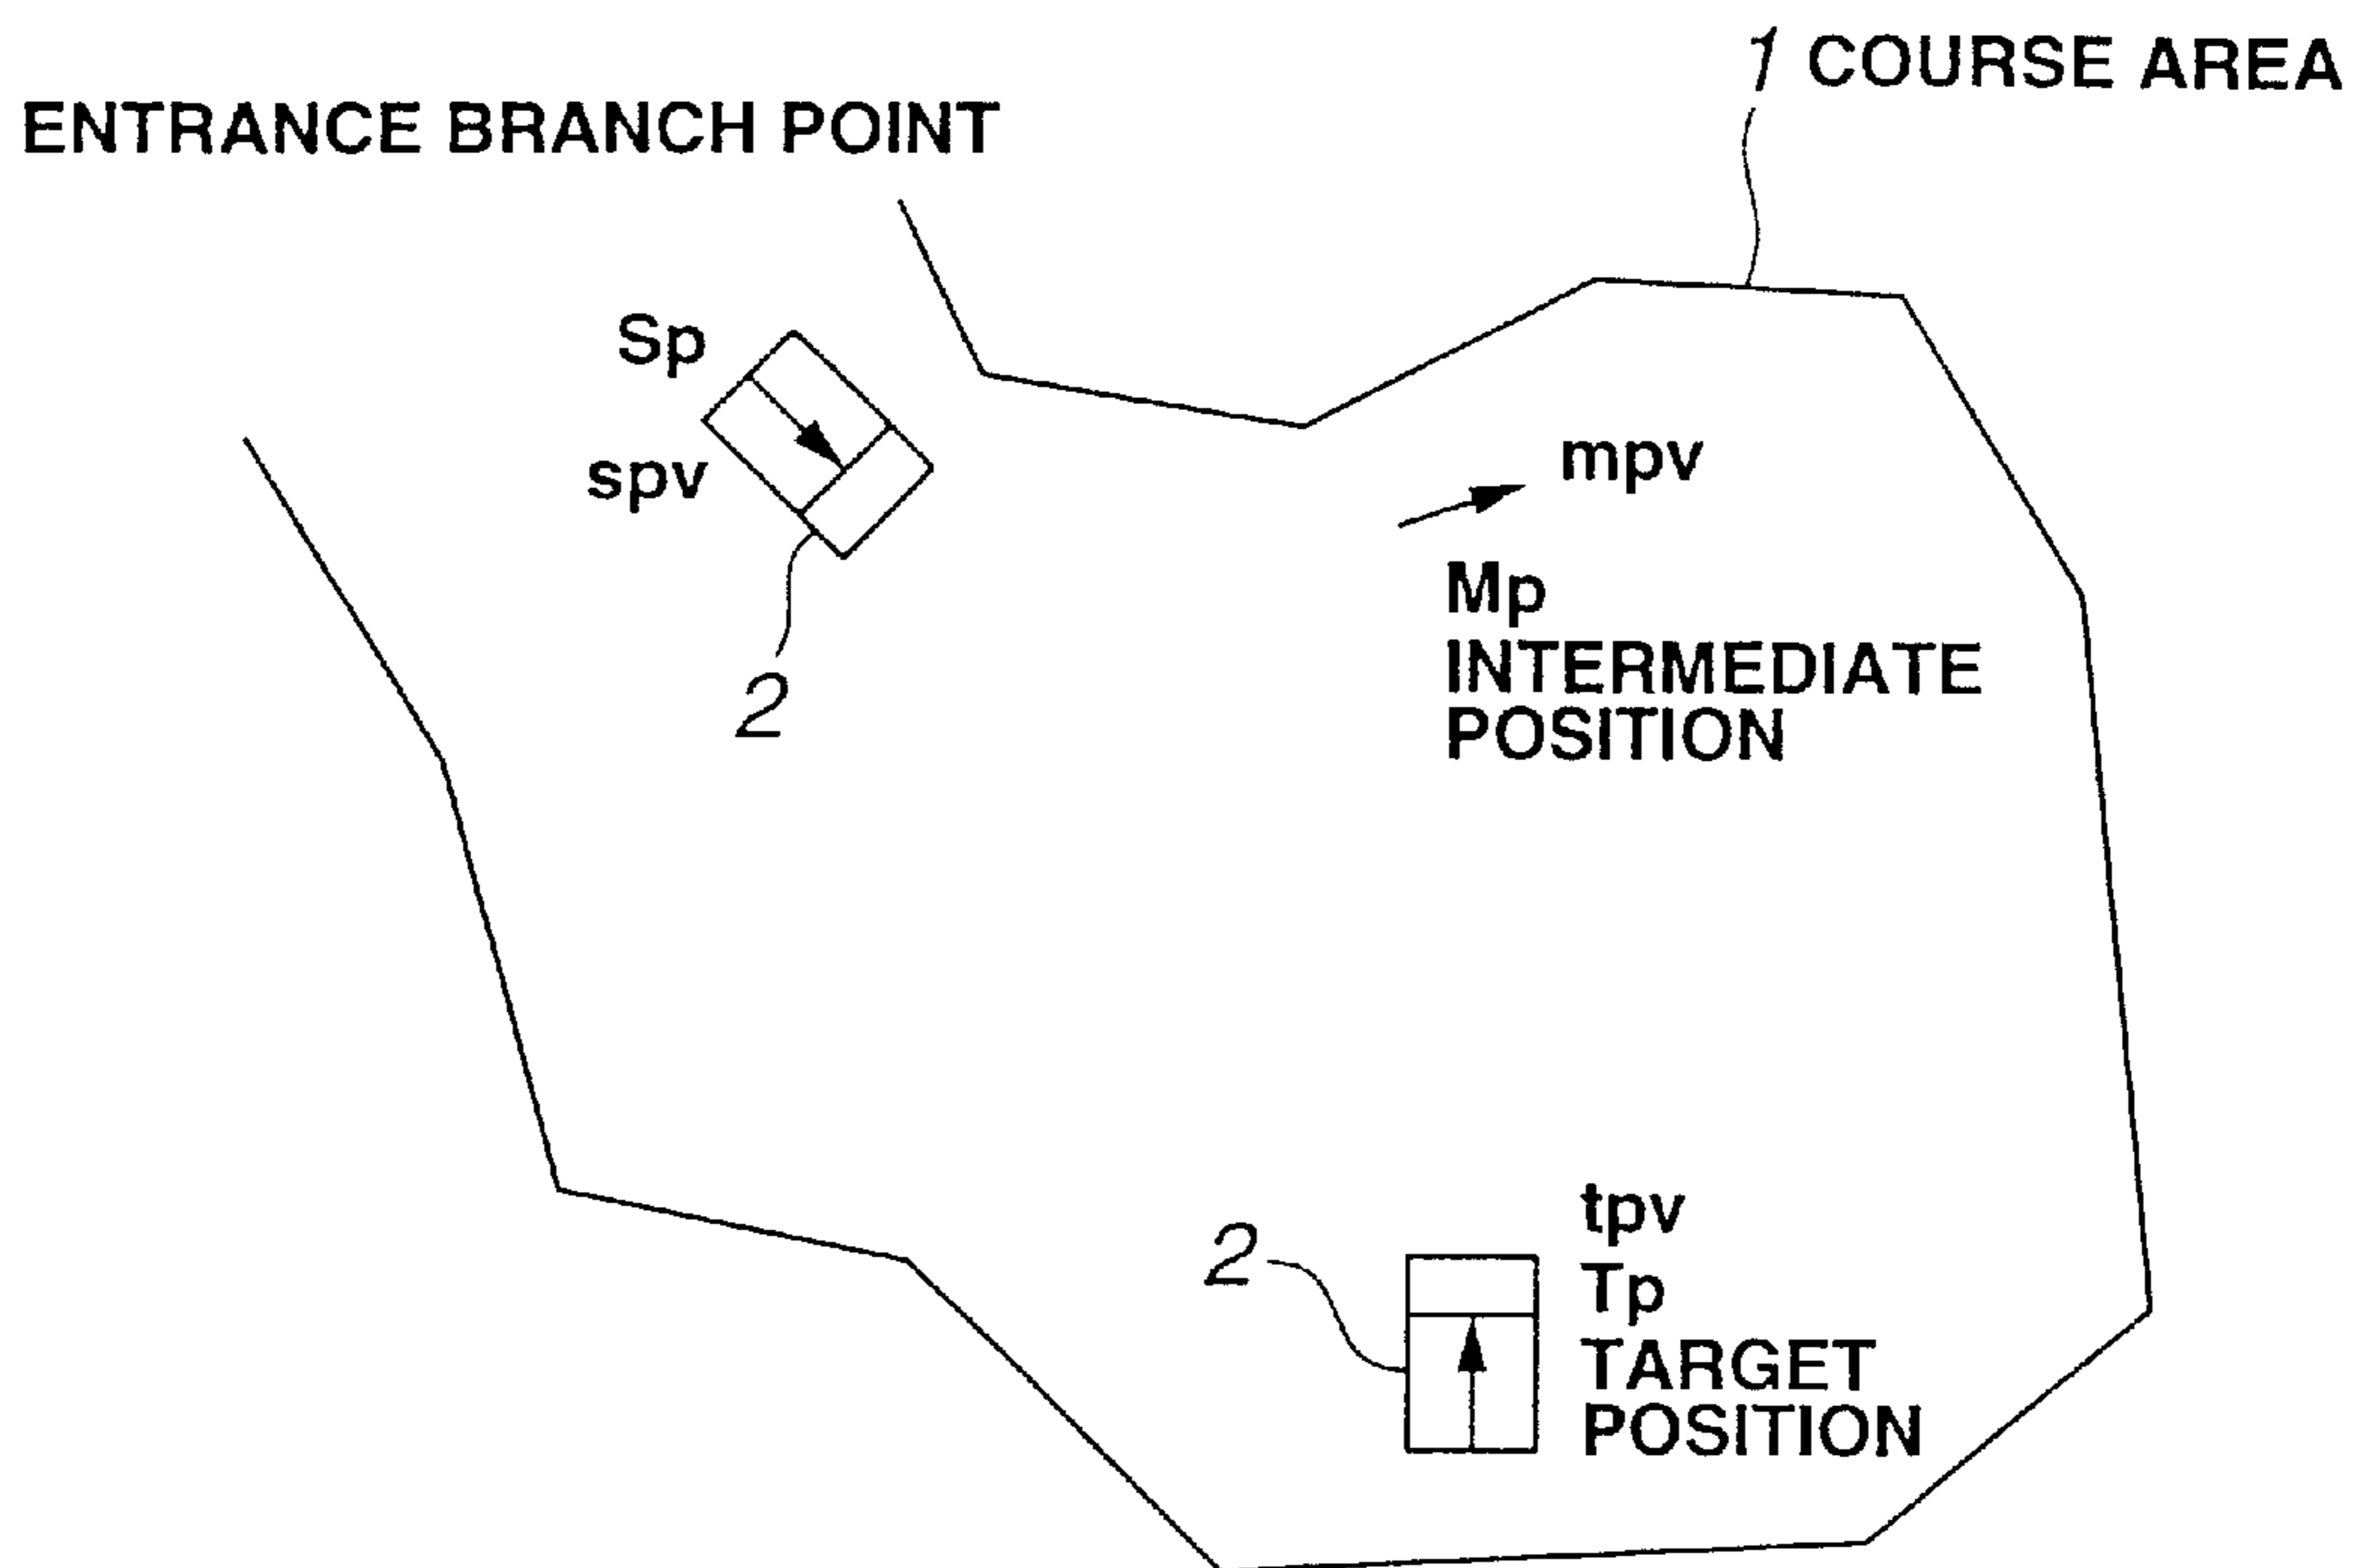 1 COURSE AREA
ENTRANCE BRANCH POINT
Sp
spv
2
mpv
Mp
INTERMEDIATE
POSITION
2
tpv
Tp
TARGET
POSITION